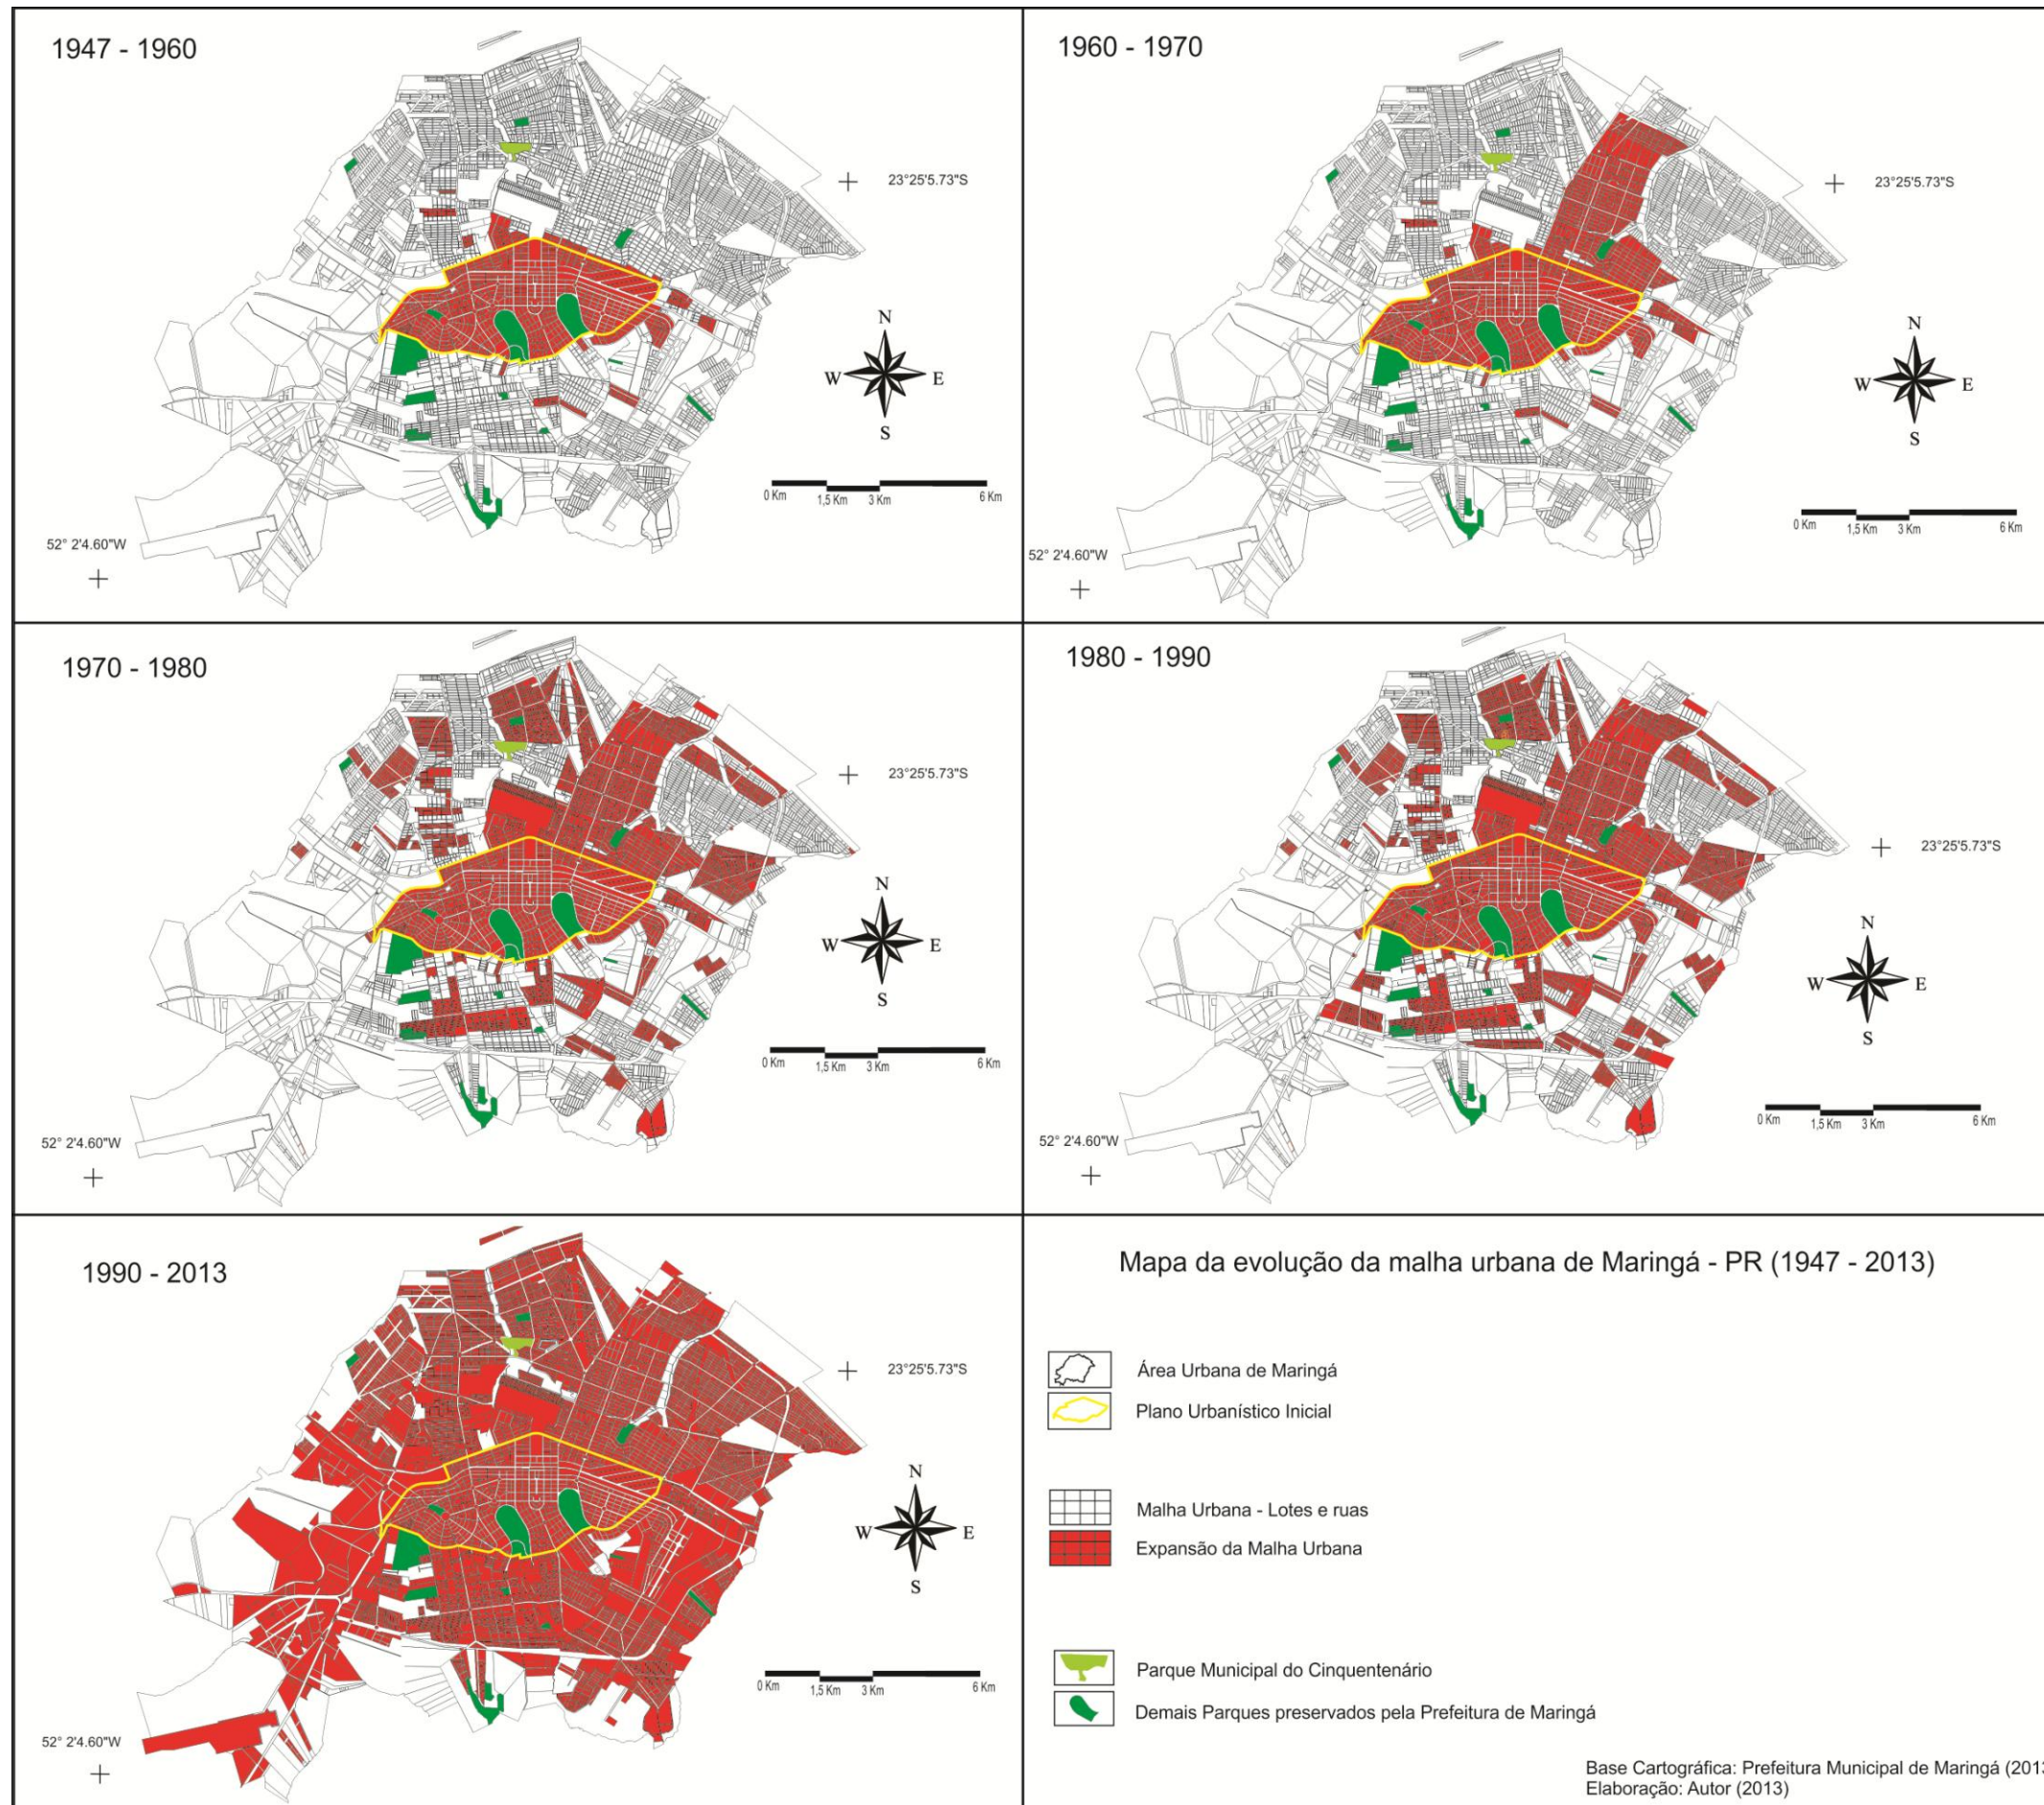 1947 - 1960
23°25'5.73"S
N
W E
S
0 Km 1,5 Km 3 Km 6 Km
52° 2'4.60"W
1960 - 1970
23°25'5.73"S
N
W E
S
0 Km 1,5 Km 3 Km 6 Km
52° 2'4.60"W
1970 - 1980
23°25'5.73"S
N
W E
S
0 Km 1,5 Km 3 Km 6 Km
52° 2'4.60"W
1980 - 1990
23°25'5.73"S
N
W E
S
0 Km 1,5 Km 3 Km 6 Km
52° 2'4.60"W
1990 - 2013
23°25'5.73"S
N
W E
S
0 Km 1,5 Km 3 Km 6 Km
52° 2'4.60"W
Mapa da evolução da malha urbana de Maringá - PR (1947 - 2013)
Área Urbana de Maringá
Plano Urbanístico Inicial
Malha Urbana - Lotes e ruas
Expansão da Malha Urbana
Parque Municipal do Cinquentenário
Demais Parques preservados pela Prefeitura de Maringá
Base Cartográfica: Prefeitura Municipal de Maringá (2013
Elaboração: Autor (2013)